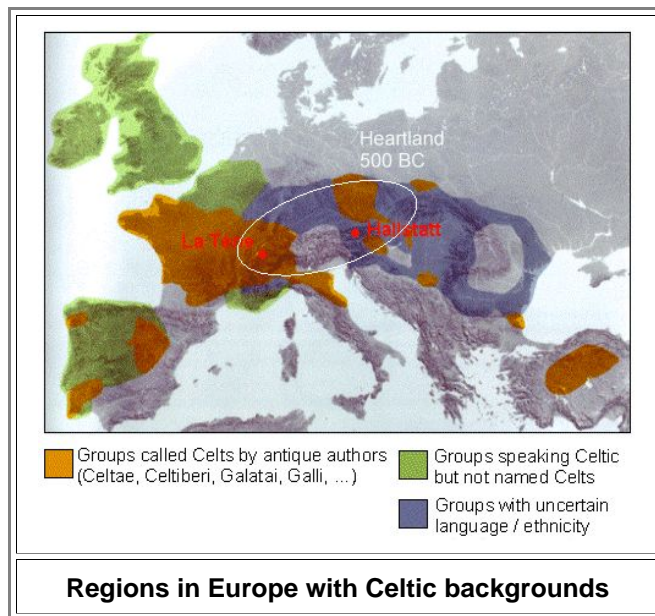 Heartland
500 BC
La Tene
Hallstatt
Groups called Celts by antique authors
(Celtae, Celtiberi, Galatai, Galli, ...)
Groups speaking Celtic
but not named Celts
Groups with uncertain
language / ethnicity
Regions in Europe with Celtic backgrounds